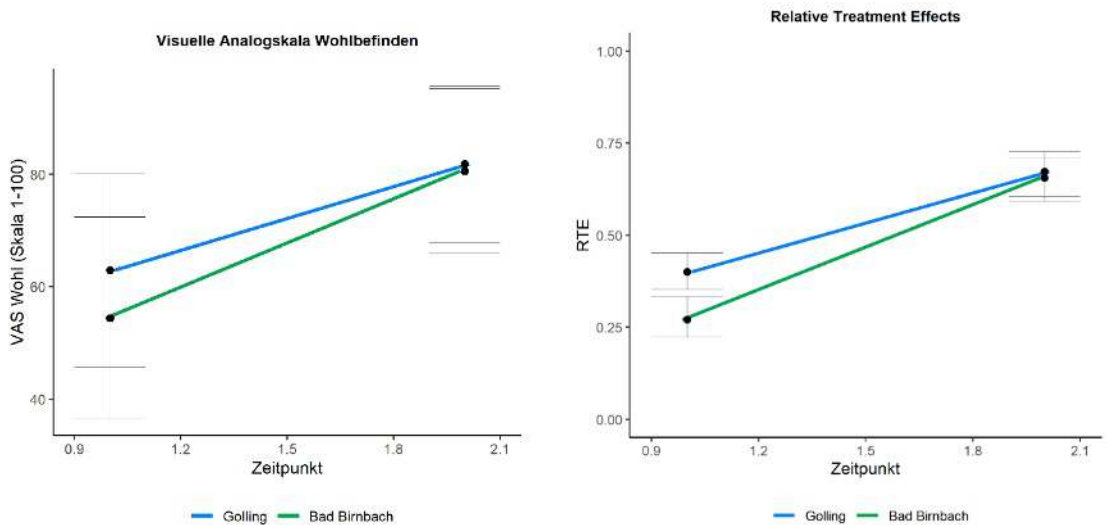 Visuelle Analogskala Wohlbefinden
VAS Wohl (Skala 1-100)
80
60
40
0.9 1.2 1.5 1.8 2.1
Zeitpunkt
Golling Bad Birnbach
Relative Treatment Effects
RTE
1.00
0.75
0.50
0.25
0.00
0.9 1.2 1.5 1.8 2.1
Zeitpunkt
Golling Bad Birnbach